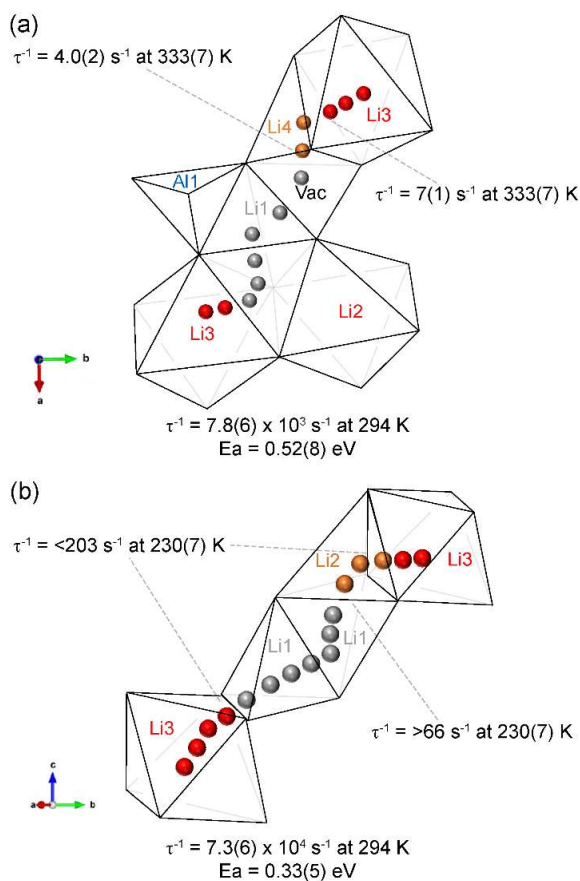 (a)
τ⁻¹ = 4.0(2) s⁻¹ at 333(7) K
Li4
Li3
Al1
Vac
τ⁻¹ = 7(1) s⁻¹ at 333(7) K
Li1
Li3
Li2
b
a
τ⁻¹ = 7.8(6) x 10³ s⁻¹ at 294 K
Ea = 0.52(8) eV
(b)
τ⁻¹ = <203 s⁻¹ at 230(7) K
Li2
Li3
Li1
Li1
Li3
τ⁻¹ = >66 s⁻¹ at 230(7) K
c
a
b
τ⁻¹ = 7.3(6) x 10⁴ s⁻¹ at 294 K
Ea = 0.33(5) eV